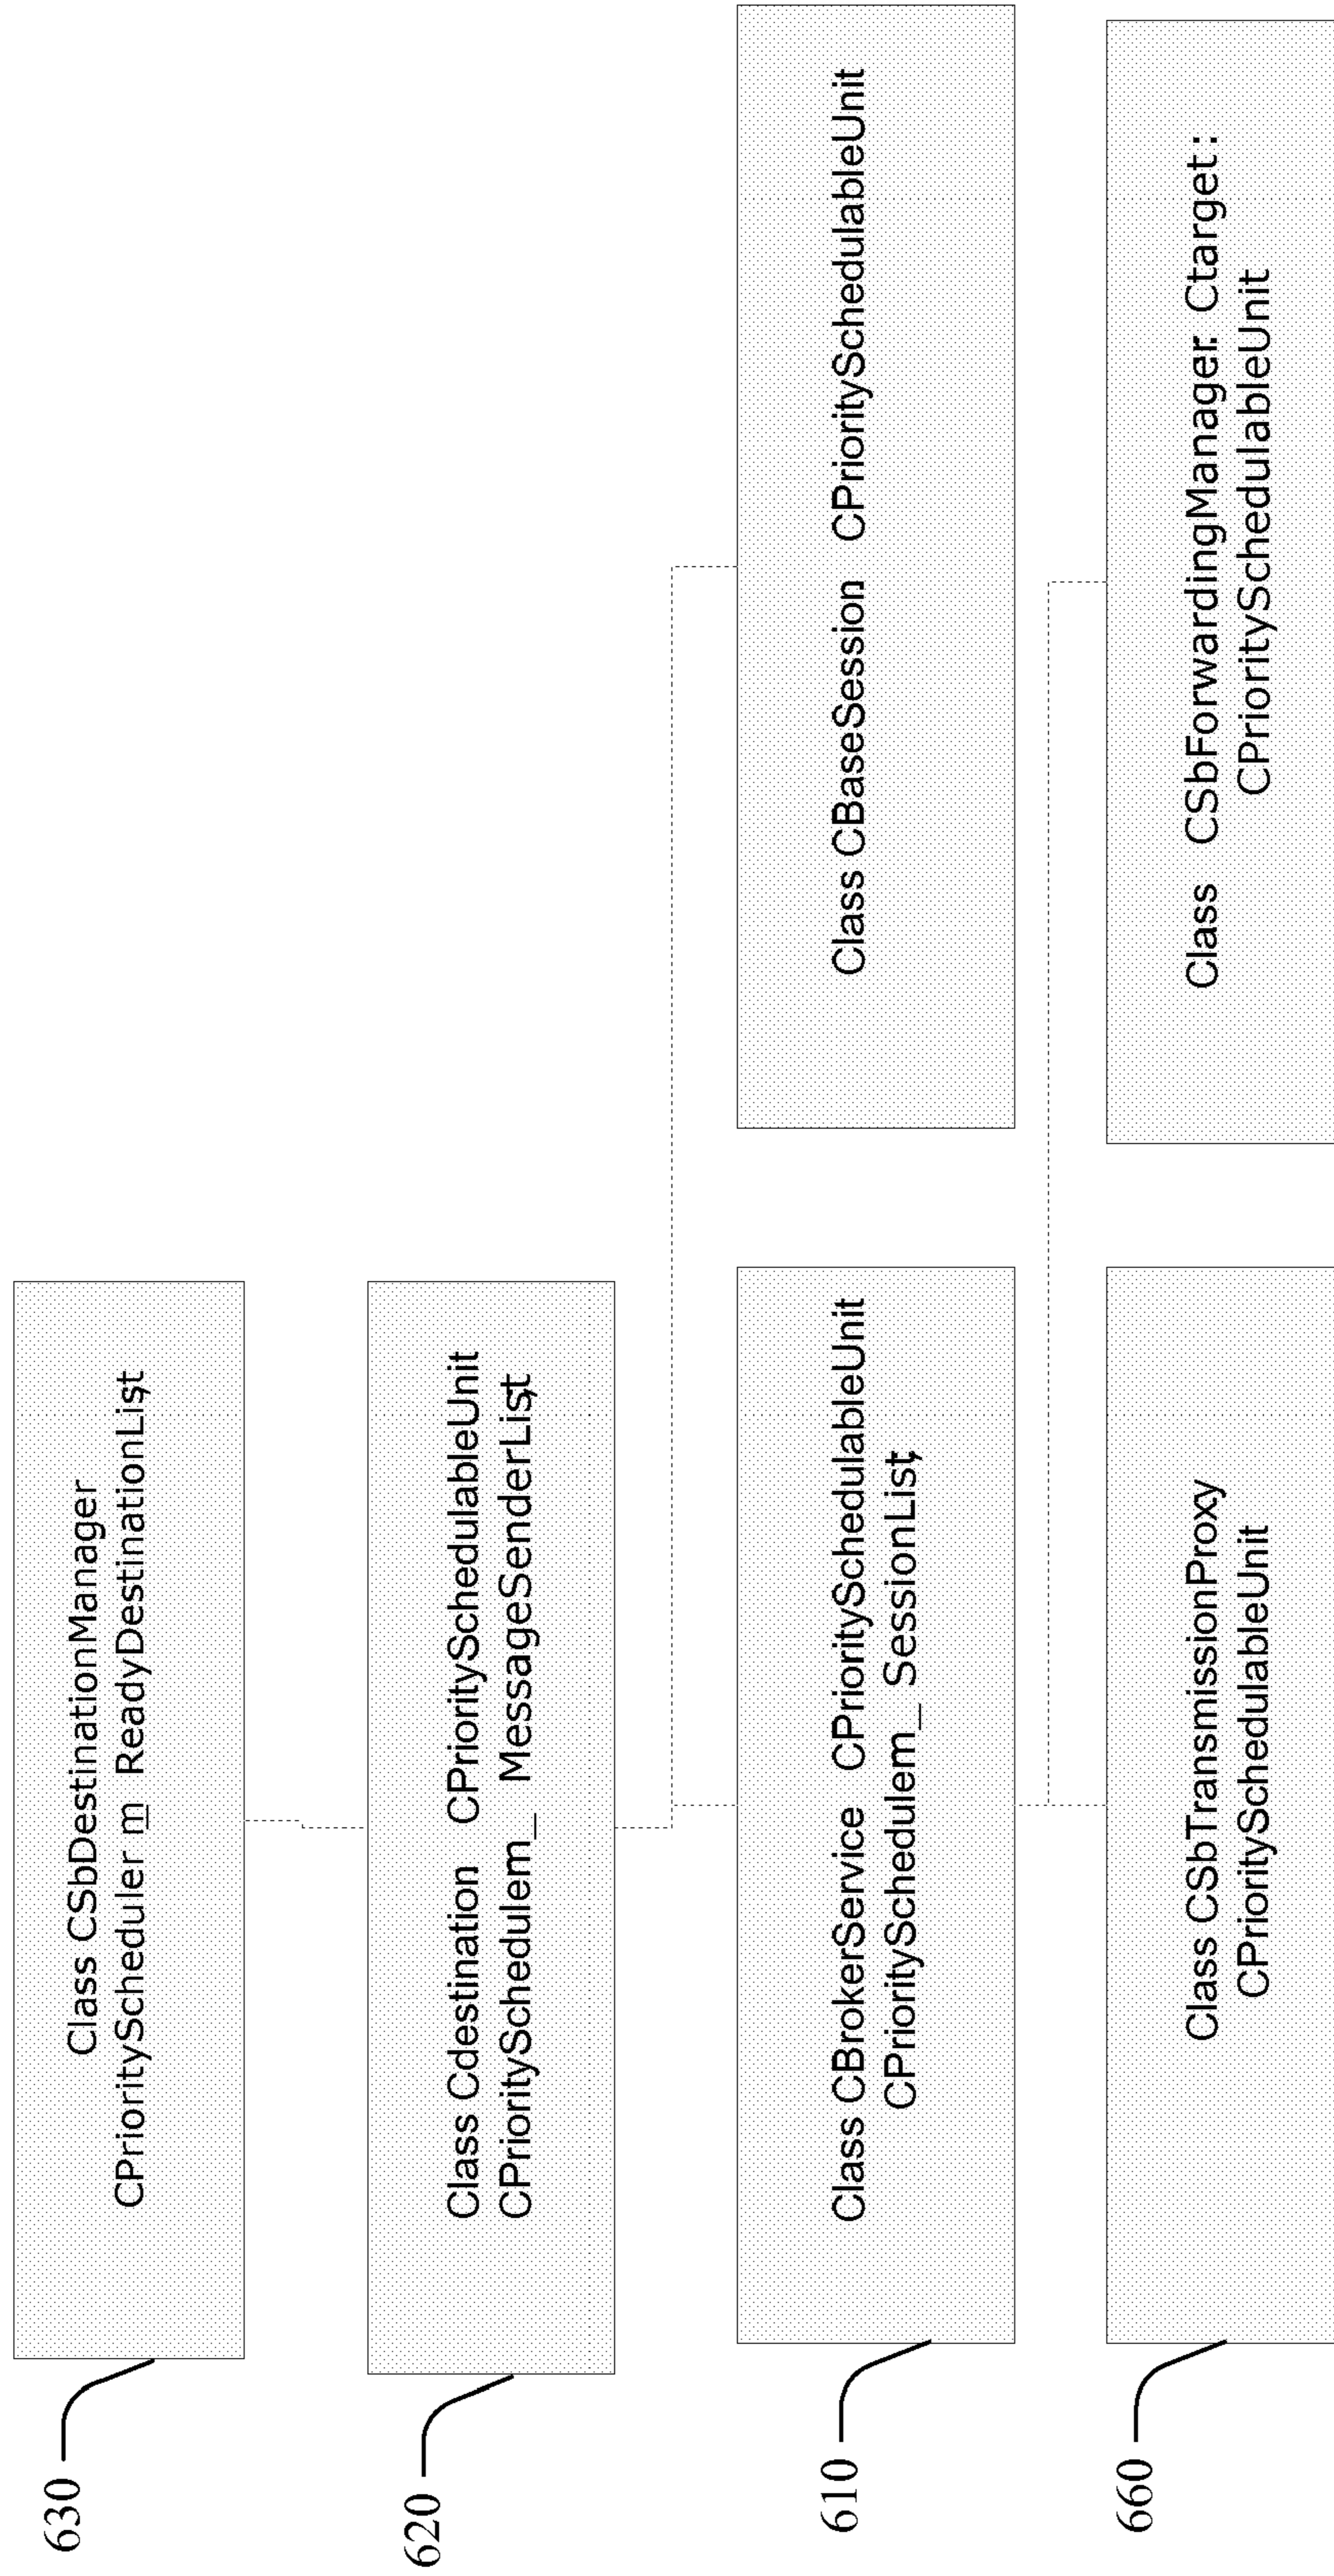 630
Class CSbDestinationManager
CPriorityScheduler m_ ReadyDestinationList;
620
Class Cdestination CPrioritySchedulableUnit
CPrioritySchedulem_ MessageSenderList;
610
Class CBrokerService CPrioritySchedulableUnit
CPrioritySchedulem_ SessionList;
Class CBaseSession CPrioritySchedulableUnit
660
Class CSbTransmissionProxy
CPrioritySchedulableUnit
Class CSbForwardingManager: Ctarget :
CPrioritySchedulableUnit